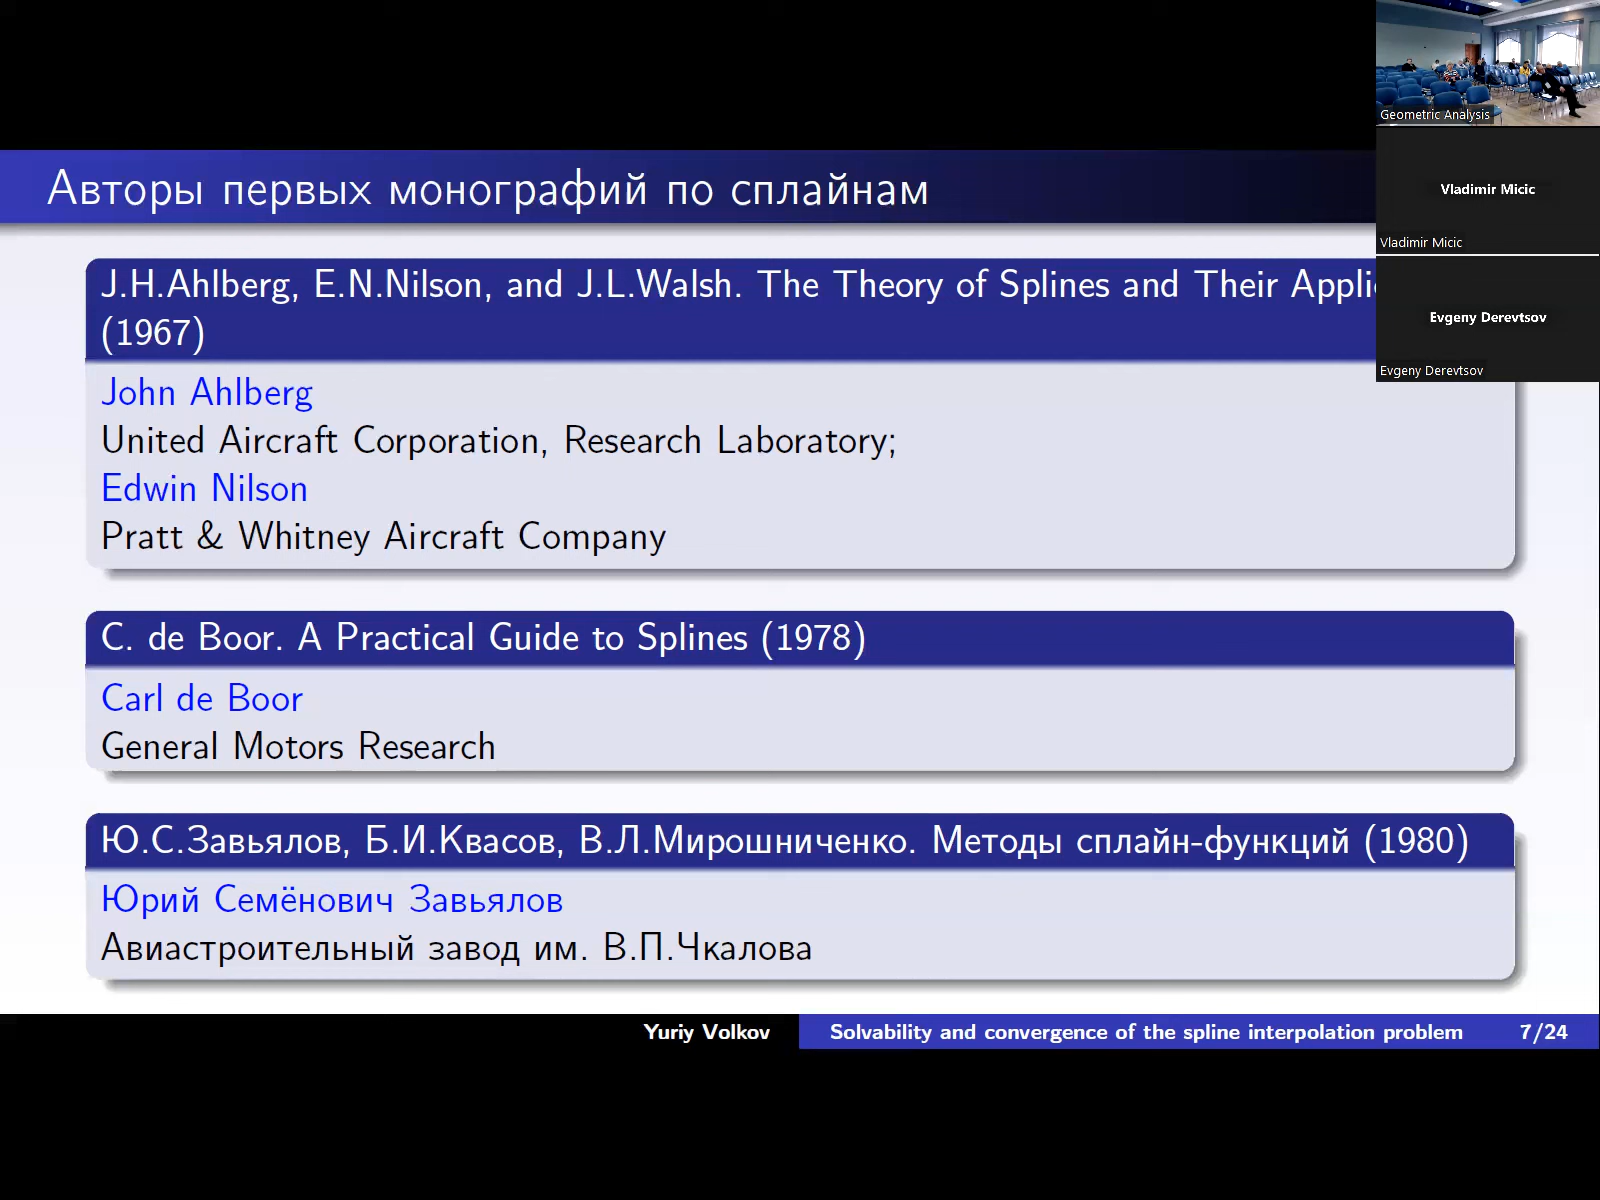 Авторы первых монографий по сплайнам
J.H.Ahlberg, E.N.Nilson, and J.L.Walsh. The Theory of Splines and Their
(1967)
John Ahlberg
United Aircraft Corporation, Research Laboratory;
Edwin Nilson
Pratt & Whitney Aircraft Company
C. de Boor. A Practical Guide to Splines (1978)
Carl de Boor
General Motors Research
Ю.С.Завьялов, Б.И.Квасов, В.Л.Мирошниченко. Методы сплайн-функций (1980)
Юрий Семёнович Завьялов
Авиастроительный завод им. В.П.Чкалова
Yuriy Volkov
Solvability and convergence of the spline interpolation problem
7/24
Geometric Analysis
Vladimir Micic
Vladimir Micic
Evgeny Derevtsov
Evgeny Derevtsov